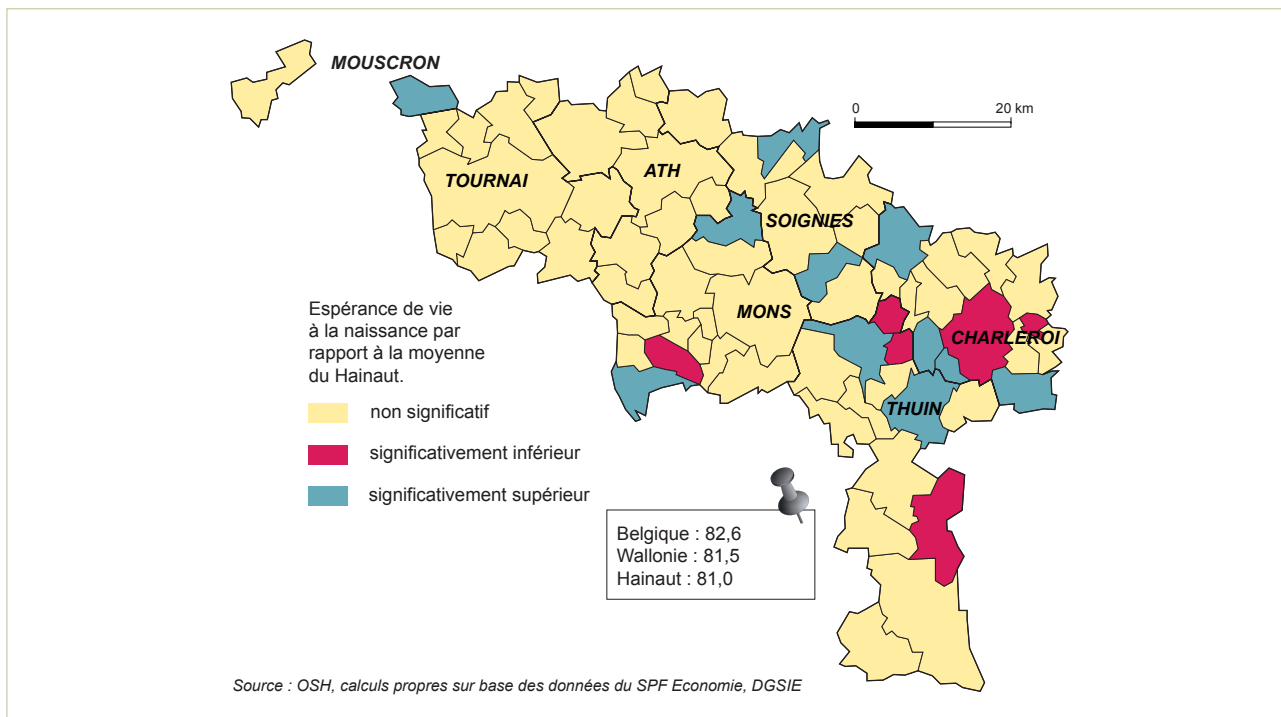 MOUSCRON
0
20 km
TOURNAI
ATH
SOIGNIES
MONS
CHARLEROI
THUIN
Espérance de vie
à la naissance par
rapport à la moyenne
du Hainaut.
non significatif
significativement inférieur
significativement supérieur
Belgique : 82,6
Wallonie : 81,5
Hainaut : 81,0
Source : OSH, calculs propres sur base des données du SPF Economie, DGSIE